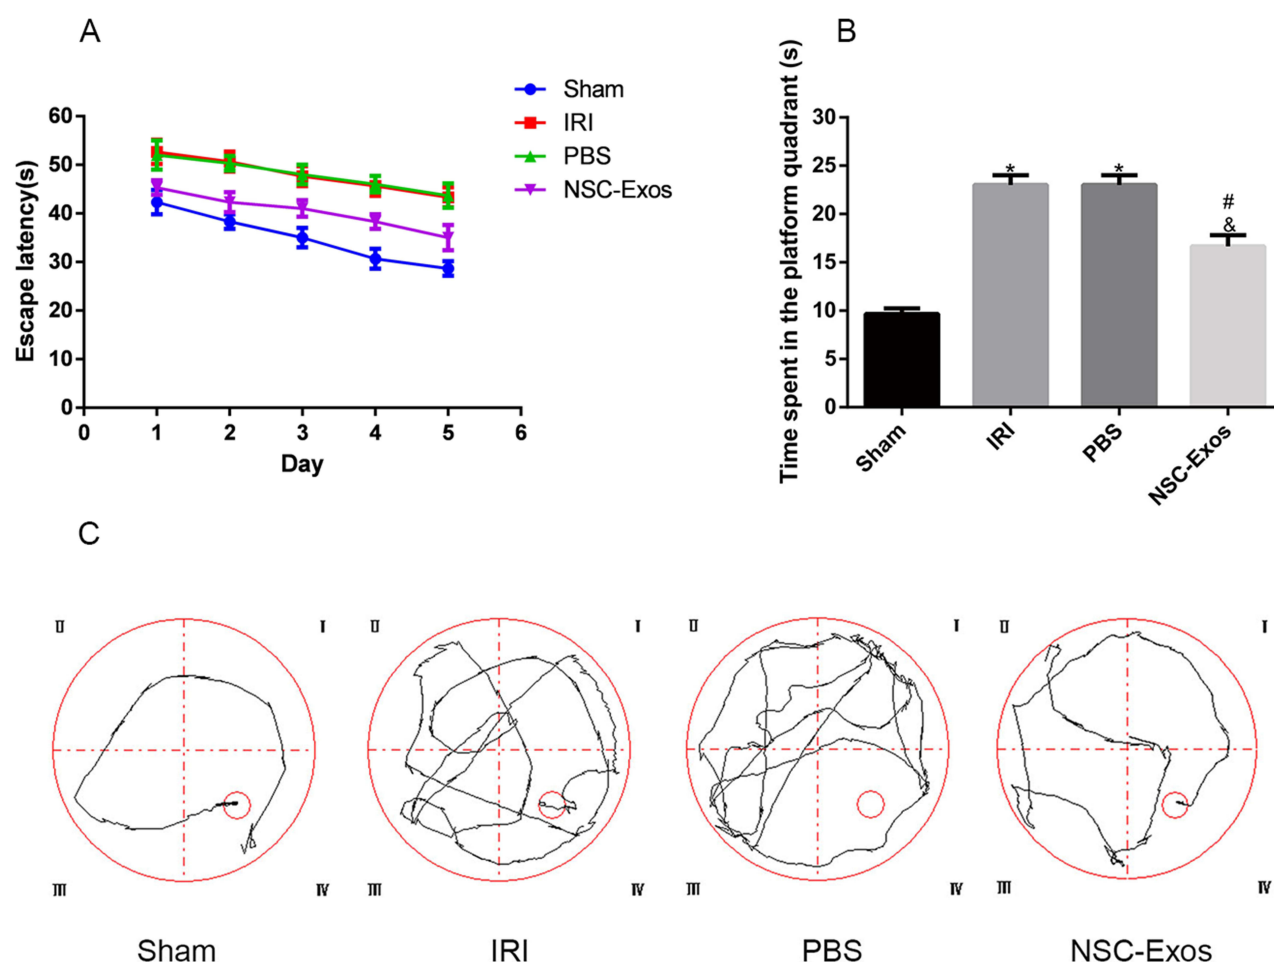 A
Sham
IRI
PBS
NSC-Exos
Escape latency(s)
60
50
40
30
20
10
0
0 1 2 3 4 5 6
Day
B
Time spent in the platform quadrant (s)
30
25
20
15
10
5
0
* * # &
Sham IRI PBS NSC-Exos
C
II I II I II I II I
III IV III IV III IV III IV
Sham IRI PBS NSC-Exos